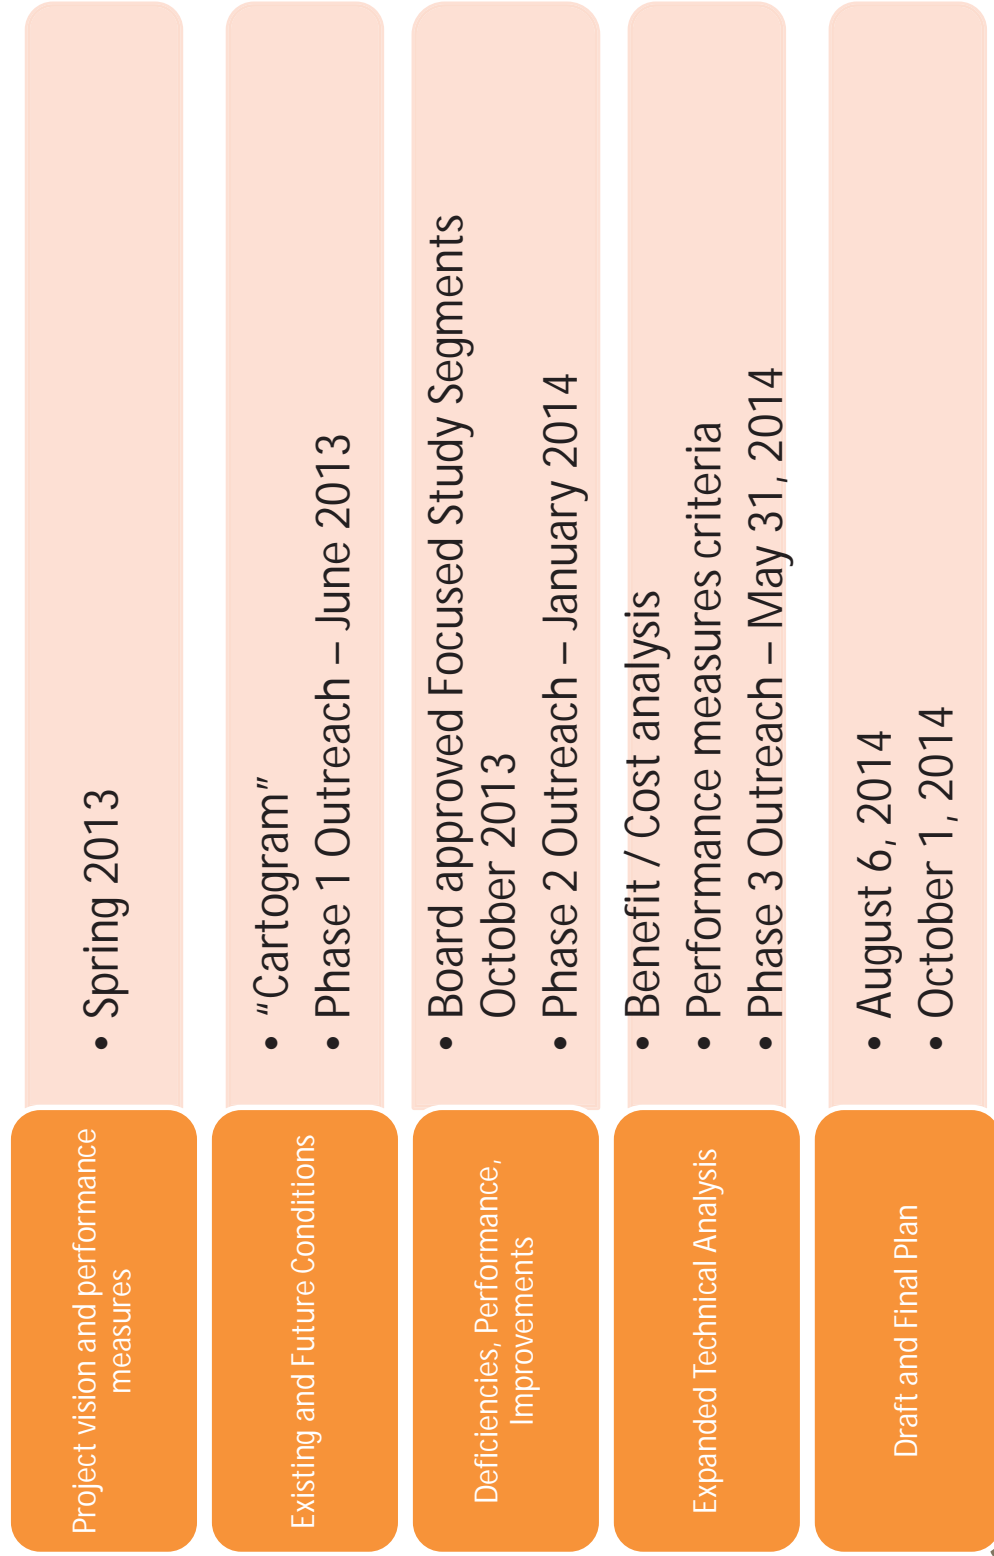 Project vision and performance
measures
• Spring 2013
Existing and Future Conditions
• "Cartogram"
• Phase 1 Outreach – June 2013
Deficiencies, Performance,
Improvements
• Board approved Focused Study Segments
October 2013
• Phase 2 Outreach – January 2014
Expanded Technical Analysis
• Benefit / Cost analysis
• Performance measures criteria
• Phase 3 Outreach – May 31, 2014
Draft and Final Plan
• August 6, 2014
• October 1, 2014